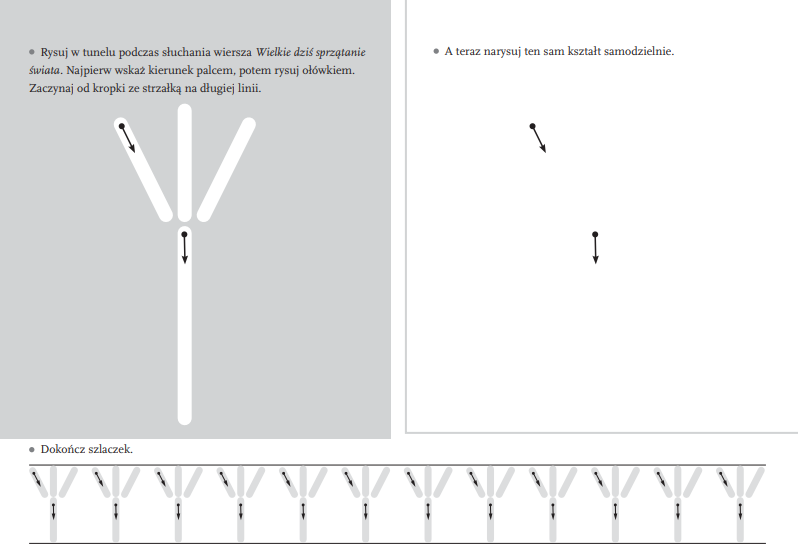 • Rysuj w tunelu podczas słuchania wiersza Wielkie dziś sprzątanie
świata. Najpierw wskaż kierunek palcem, potem rysuj ołówkiem.
Zaczynaj od kropki ze strzałką na długiej linii.
• A teraz narysuj ten sam kształt samodzielnie.
• Dokończ szlaczek.